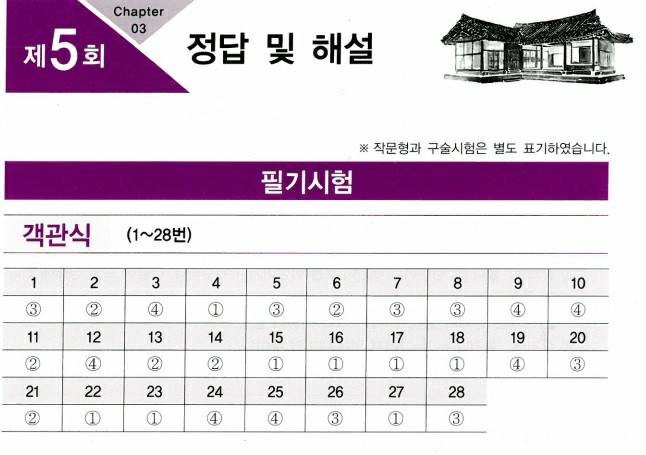 Chapter
03
제5회
정답 및 해설
※ 작문형과 구술시험은 별도 표기하였습니다.
필기시험
객관식 (1~28번)
1 2 3 4 5 6 7 8 9 10
③ ② ④ ① ③ ② ③ ③ ④ ④
11 12 13 14 15 16 17 18 19 20
② ④ ② ② ① ① ① ① ④ ③
21 22 23 24 25 26 27 28
② ① ① ④ ④ ③ ① ③